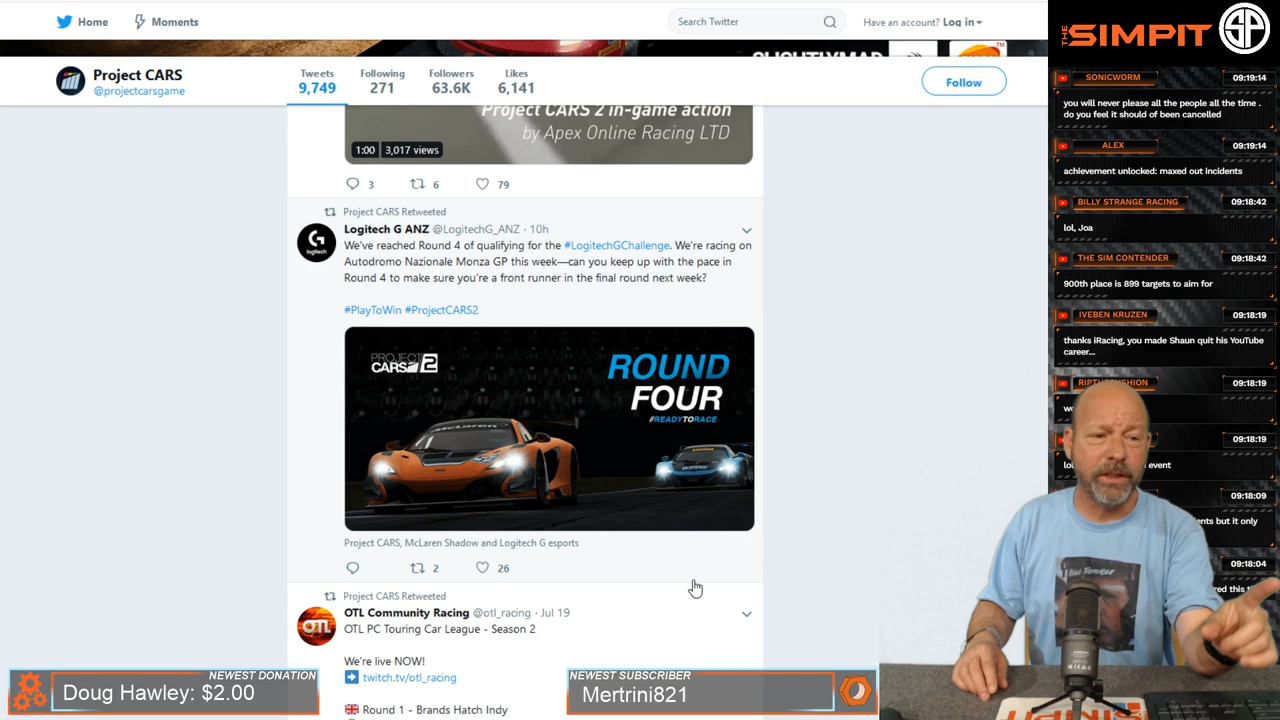 Home
Moments
Search Twitter
Have an account? Log in
THE SIMPIT SP
Project CARS
@projectcarsgame
Tweets
9,749
Following
271
Followers
63.6K
Likes
6,141
Follow
SLIGHTLY MAD
Project CARS 2 in-game action
by Apex Online Racing LTD
1:00 3,017 views
3 6 79
Project CARS Retweeted
Logitech G ANZ @LogitechG_ANZ · 10h
We've reached Round 4 of qualifying for the #LogitechGChallenge. We're racing on
Autodromo Nazionale Monza GP this week—can you keep up with the pace in
Round 4 to make sure you're a front runner in the final round next week?
#PlayToWin #ProjectCARS2
logitech
PROJECT CARS 2
ROUND
FOUR
#READYTORACE
McLaren
Project CARS, McLaren Shadow and Logitech G esports
2 26
Project CARS Retweeted
OTL Community Racing @otl_racing · Jul 19
OTL
OTL PC Touring Car League - Season 2
We're live NOW!
twitch.tv/otl_racing
Round 1 - Brands Hatch Indy
NEWEST DONATION
Doug Hawley: $2.00
NEWEST SUBSCRIBER
Mertrini821
SONICWORM 09:19:14
you will never please all the people all the time .
do you feel it should of been cancelled
ALEX 09:19:14
achievement unlocked: maxed out incidents
BILLY STRANGE RACING 09:18:42
lol, Joa
THE SIM CONTENDER 09:18:42
900th place is 899 targets to aim for
IVEBEN KRUZEN 09:18:19
thanks iRacing, you made Shaun quit his YouTube
career...
09:18:19
09:18:19
event
09:18:09
but it only
09:18:04